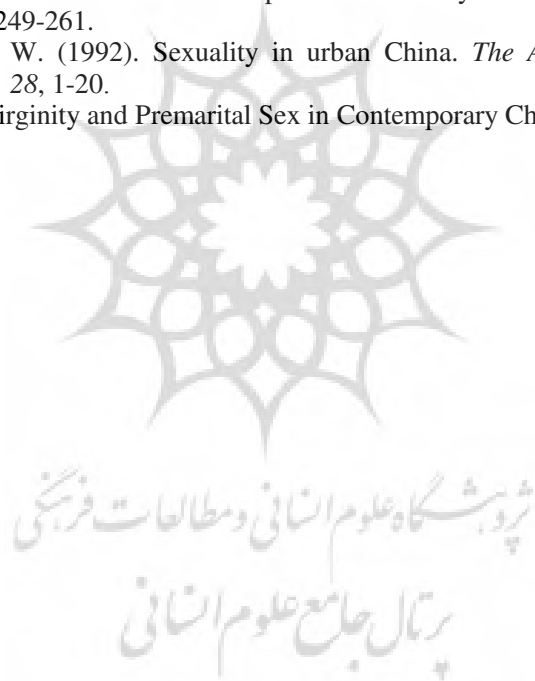 249-261.
W. (1992). Sexuality in urban China. The A
28, 1-20.
irginity and Premarital Sex in Contemporary Ch
پژوهشگاه علوم انسانی و مطالعات فرهنگی
پرتال جامع علوم انسانی